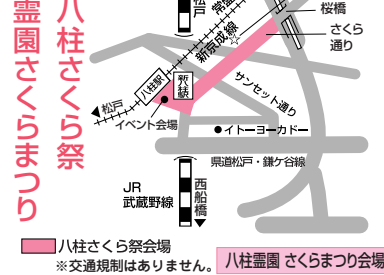 八柱さくら祭
霊園さくらまつり
松戸
常盤
新京成線
桜橋
さくら
通り
八柱駅
新八柱駅
サンセット通り
松戸
イベント会場
イトーヨーカドー
県道松戸・鎌ケ谷線
JR
武蔵野線
西船橋
八柱さくら祭会場
※交通規制はありません。
八柱霊園 さくらまつり会場